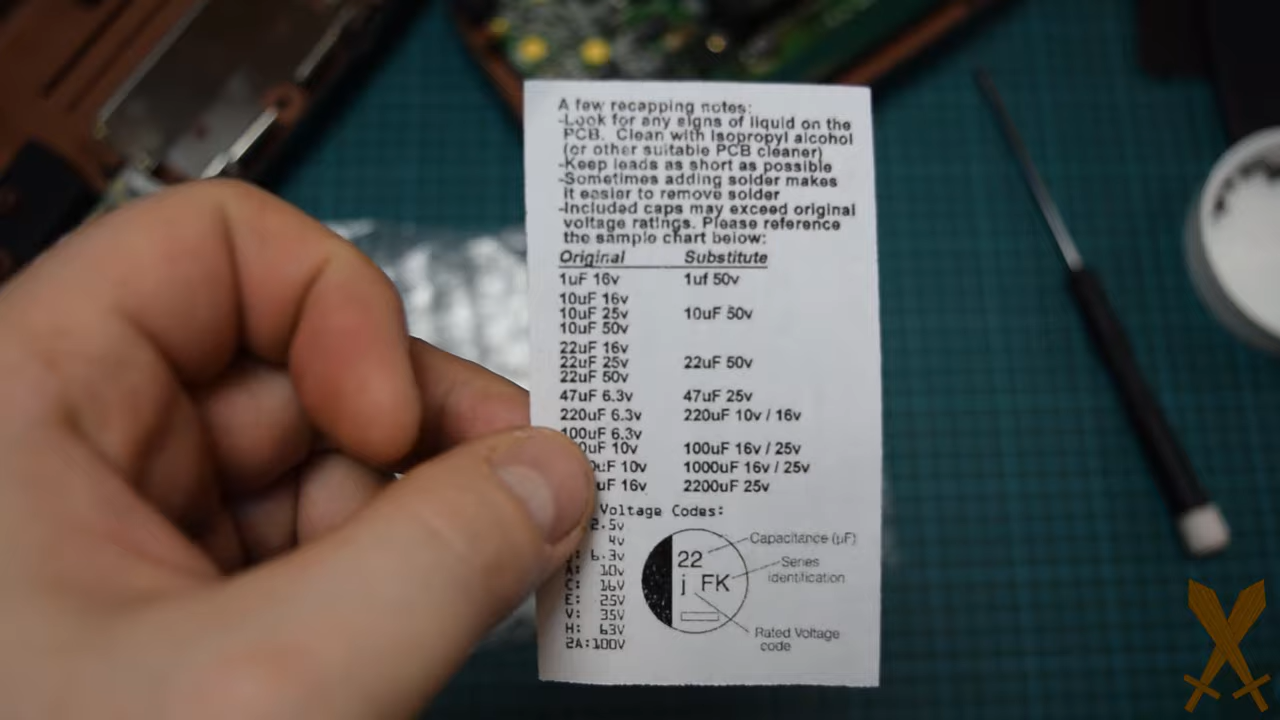 A few recapping notes:
-Look for any signs of liquid on the
PCB. Clean with Isopropyl alcohol
(or other suitable PCB cleaner)
-Keep leads as short as possible
-Sometimes adding solder makes
it easier to remove solder
-Included caps may exceed original
voltage ratings. Please reference
the sample chart below:
Original Substitute
1uF 16v 1uf 50v
10uF 16v
10uF 25v 10uF 50v
10uF 50v
22uF 16v
22uF 25v 22uF 50v
22uF 50v
47uF 6.3v 47uF 25v
220uF 6.3v 220uF 10v / 16v
100uF 6.3v
0uF 10v 100uF 16v / 25v
0uF 10v 1000uF 16v / 25v
uF 16v 2200uF 25v
Voltage Codes:
2.5v
4v
6.3v
A: 10v
C: 16V
E: 25V
V: 35V
H: 63V
2A:100V
22
j FK
Capacitance (µF)
Series
identification
Rated Voltage
code